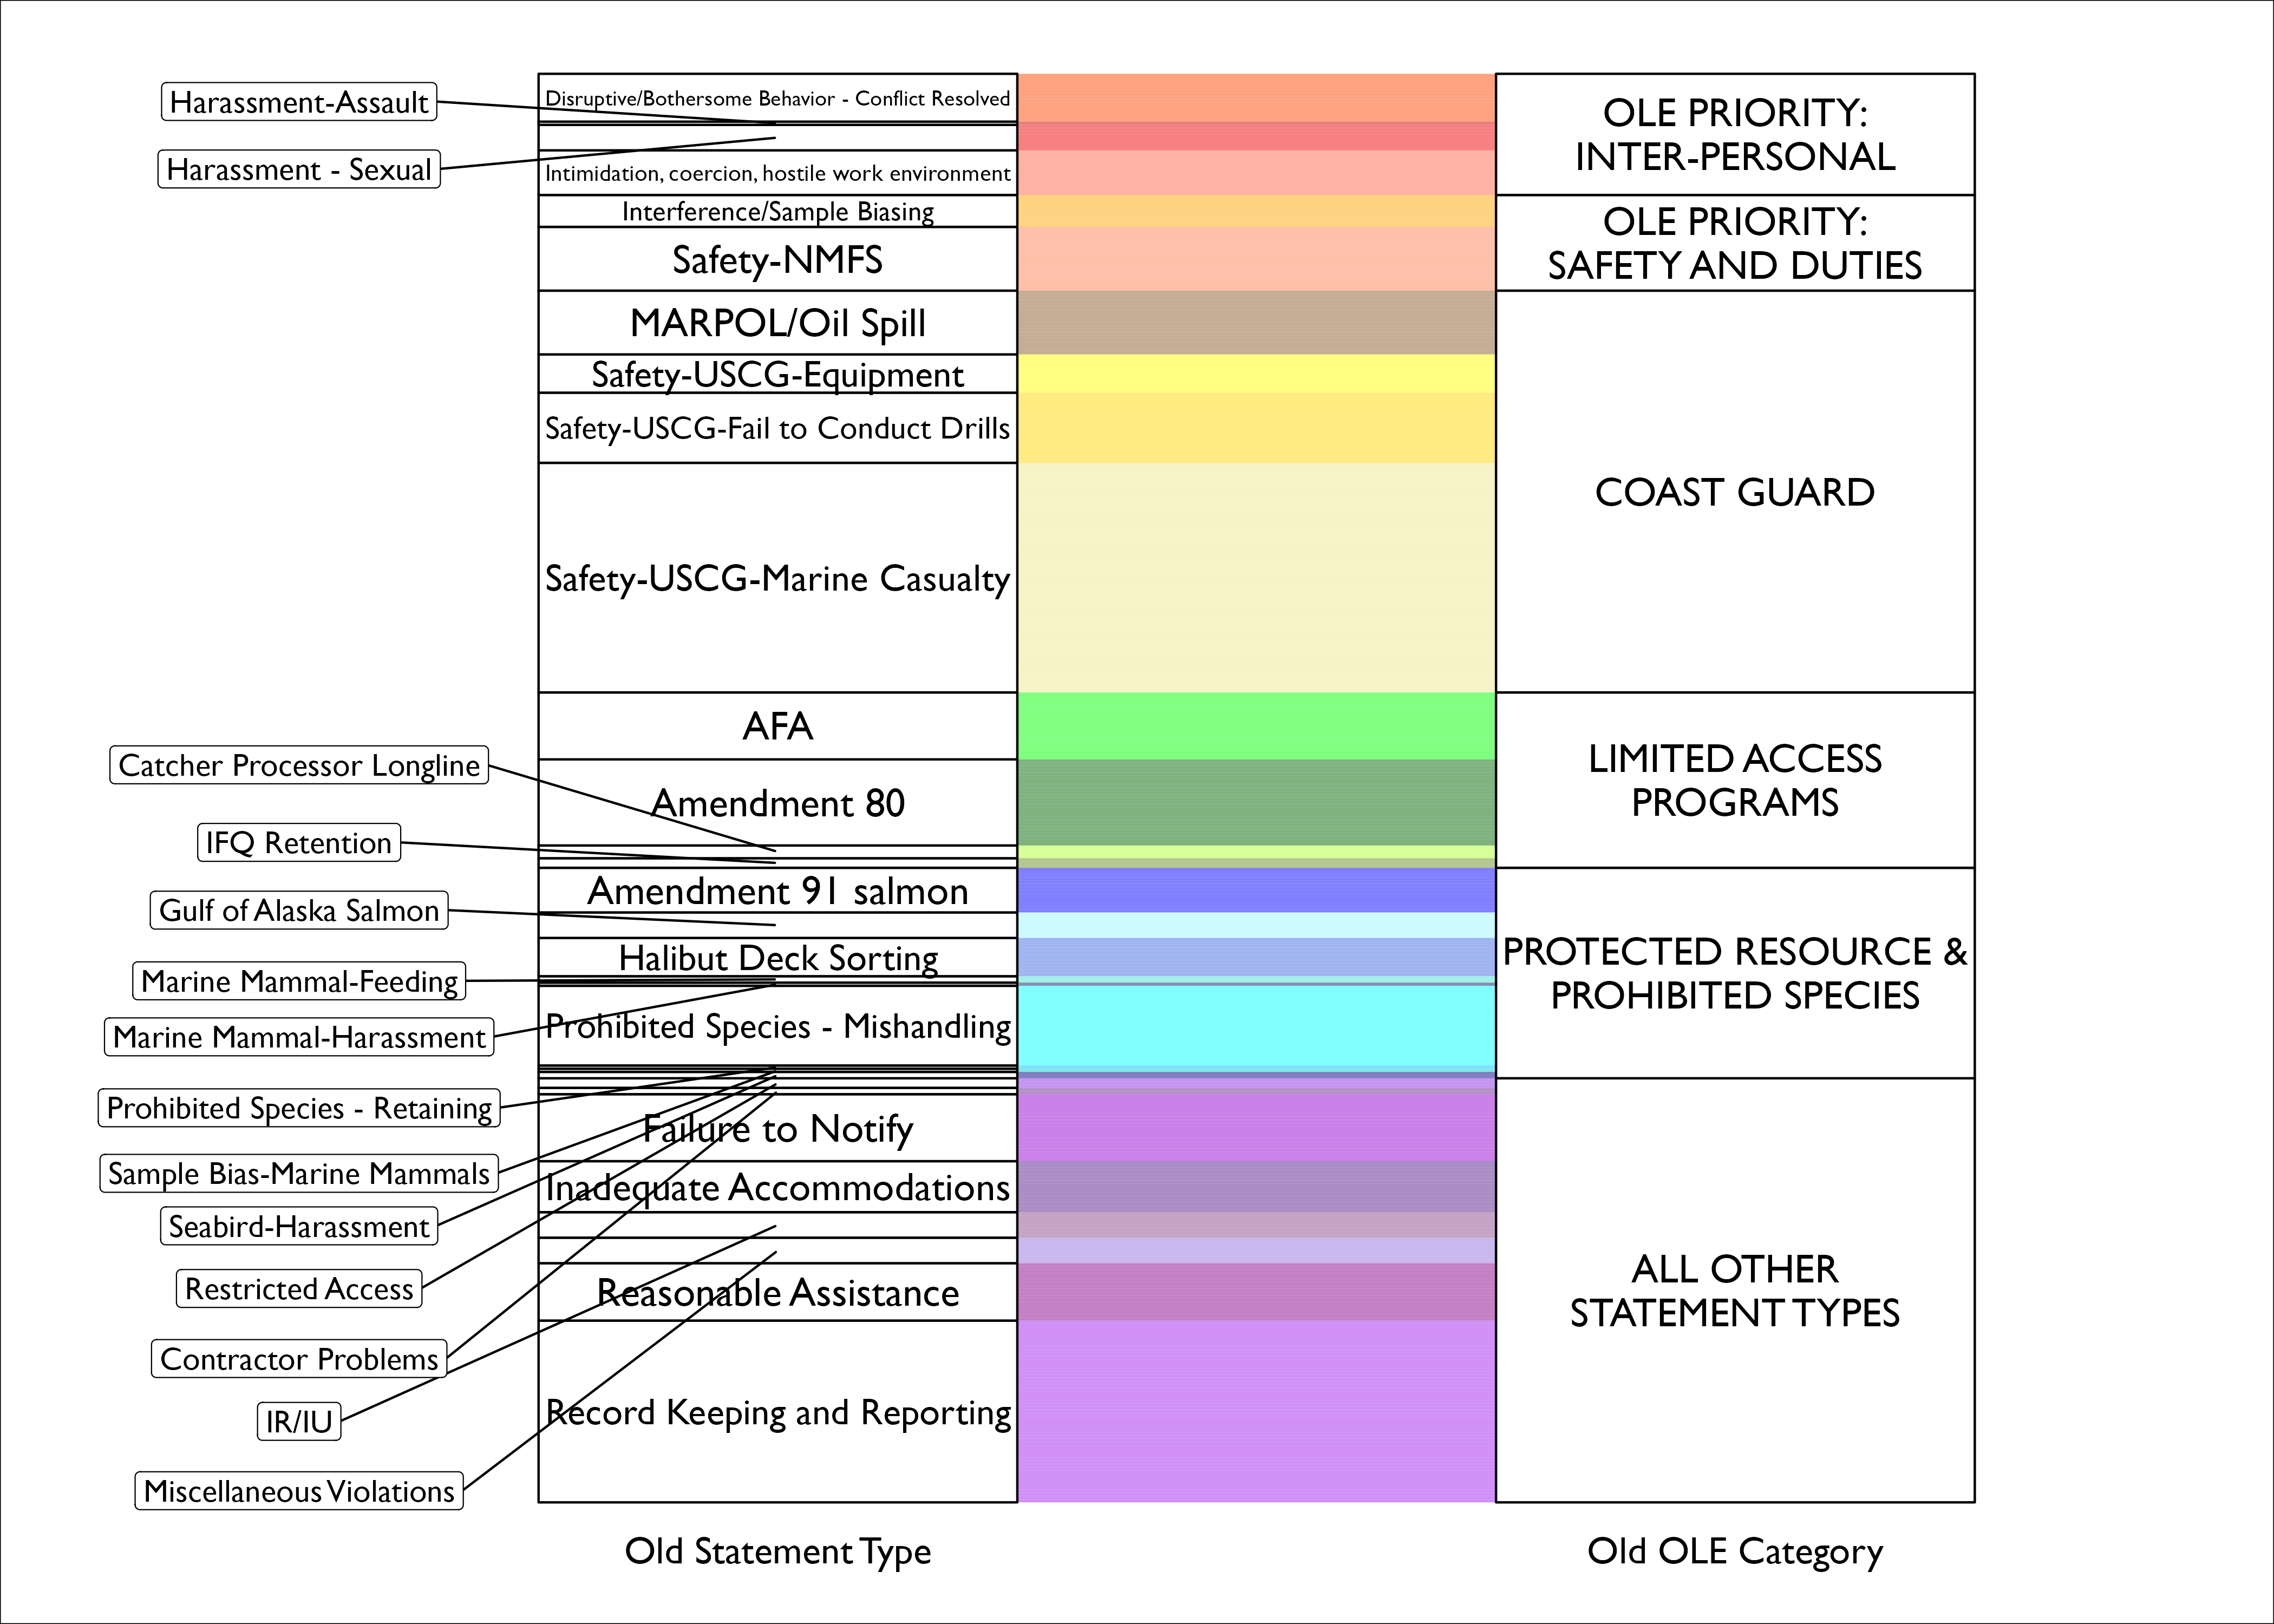 Harassment-Assault
Harassment - Sexual
Catcher Processor Longline
IFQ Retention
Gulf of Alaska Salmon
Marine Mammal-Feeding
Marine Mammal-Harassment
Prohibited Species - Retaining
Sample Bias-Marine Mammals
Seabird-Harassment
Restricted Access
Contractor Problems
IR/IU
Miscellaneous Violations
Disruptive/Bothersome Behavior - Conflict Resolved
Intimidation, coercion, hostile work environment
Interference/Sample Biasing
Safety-NMFS
MARPOL/Oil Spill
Safety-USCG-Equipment
Safety-USCG-Fail to Conduct Drills
Safety-USCG-Marine Casualty
AFA
Amendment 80
Amendment 91 salmon
Halibut Deck Sorting
Prohibited Species - Mishandling
Failure to Notify
Inadequate Accommodations
Reasonable Assistance
Record Keeping and Reporting
Old Statement Type
OLE PRIORITY:
INTER-PERSONAL
OLE PRIORITY:
SAFETY AND DUTIES
COAST GUARD
LIMITED ACCESS
PROGRAMS
PROTECTED RESOURCE &
PROHIBITED SPECIES
ALL OTHER
STATEMENT TYPES
Old OLE Category